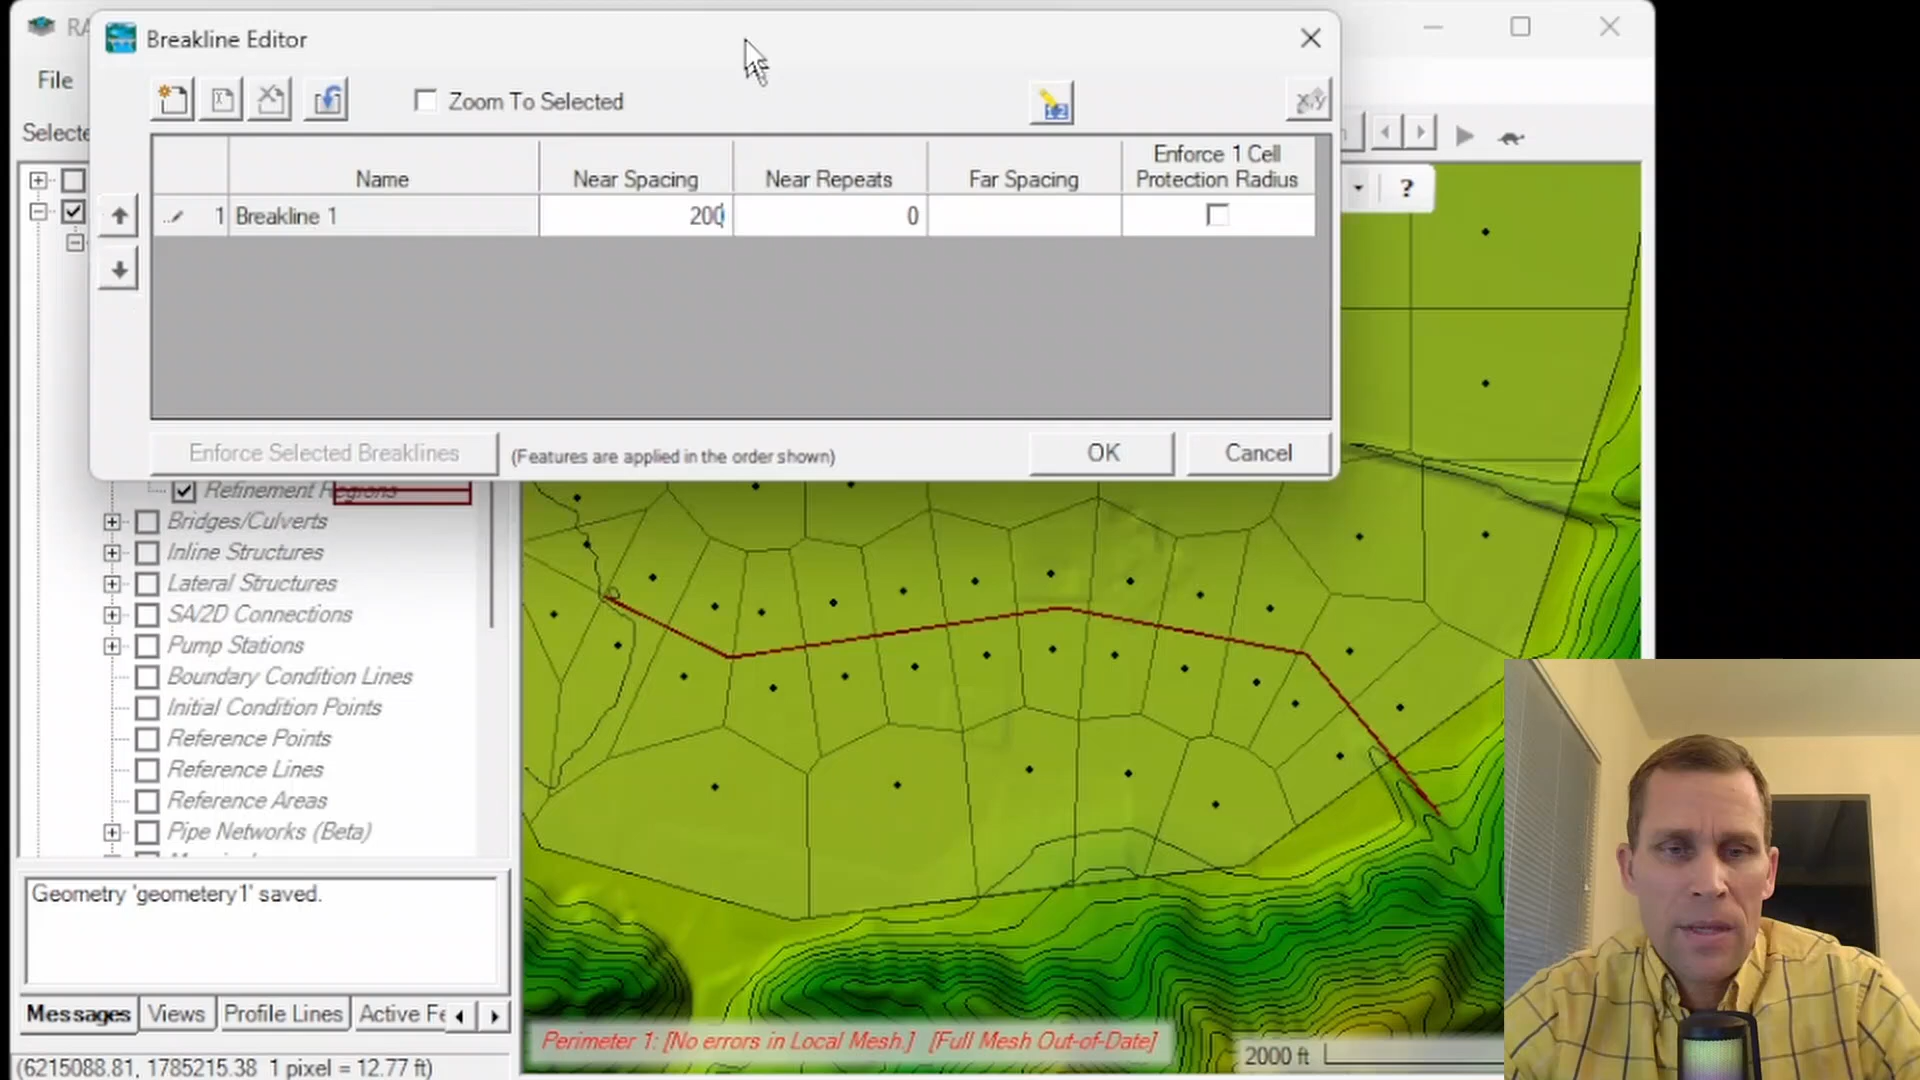 RA
Breakline Editor
File
Zoom To Selected
Selecte
Name
Near Spacing
Near Repeats
Far Spacing
Enforce 1 Cell
Protection Radius
1
Breakline 1
200
0
?
Enforce Selected Breaklines
(Features are applied in the order shown)
OK
Cancel
Refinement Regions
Bridges/Culverts
Inline Structures
Lateral Structures
SA/2D Connections
Pump Stations
Boundary Condition Lines
Initial Condition Points
Reference Points
Reference Lines
Reference Areas
Pipe Networks (Beta)
Geometry 'geometery1' saved.
Messages
Views
Profile Lines
Active Fe
Perimeter 1: [No errors in Local Mesh.] [Full Mesh Out-of-Date]
2000 ft
(6215088.81, 1785215.38 1 pixel = 12.77 ft)